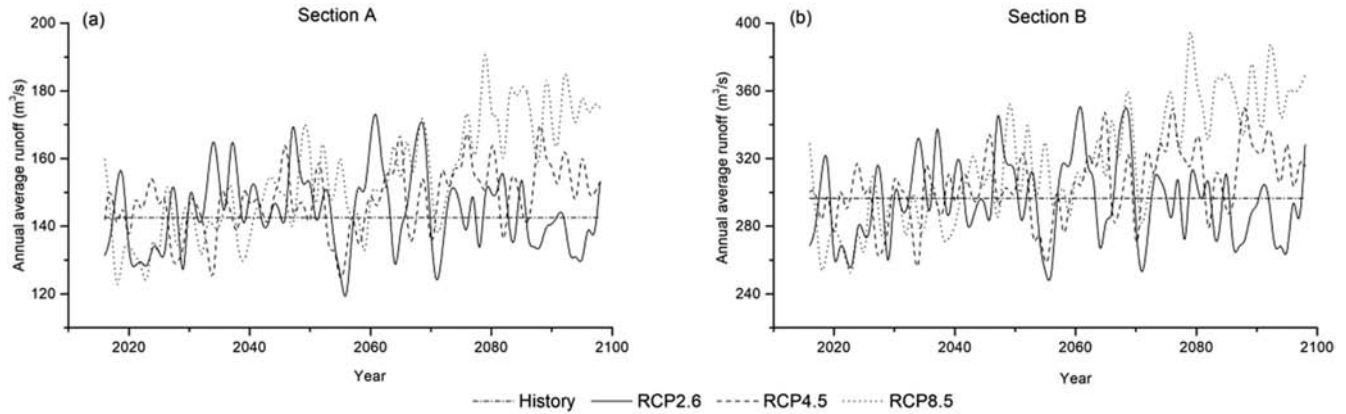 (a)
Section A
Annual average runoff (m³/s)
200
180
160
140
120
2020
2040
2060
2080
2100
Year
(b)
Section B
Annual average runoff (m³/s)
400
360
320
280
240
2020
2040
2060
2080
2100
Year
History RCP2.6 RCP4.5 RCP8.5